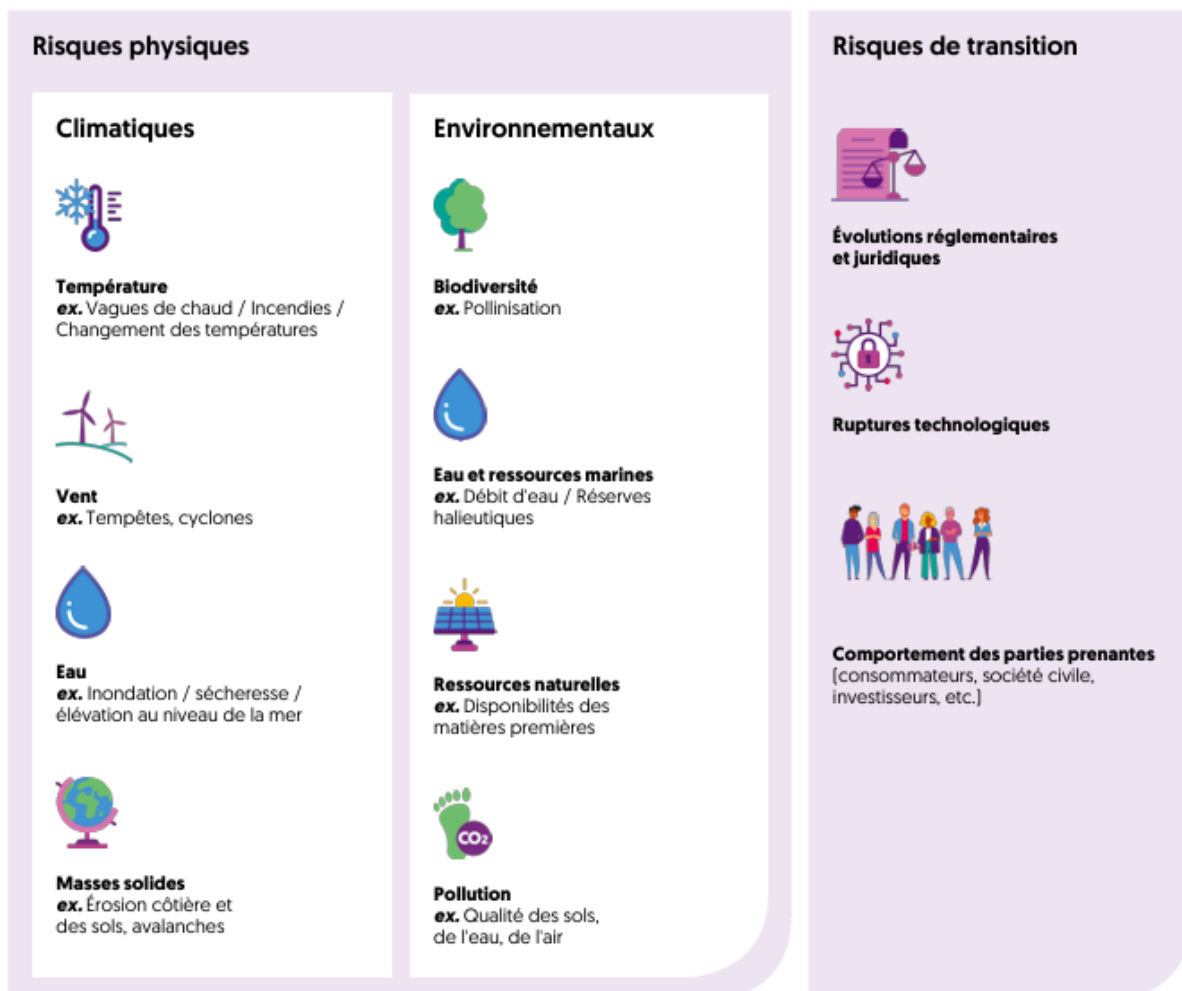 Risques physiques
Climatiques
Température
ex. Vagues de chaud / Incendies /
Changement des températures
Vent
ex. Tempêtes, cyclones
Eau
ex. Inondation / sécheresse /
élévation au niveau de la mer
Masses solides
ex. Érosion côtière et
des sols, avalanches
Environnementaux
Biodiversité
ex. Pollinisation
Eau et ressources marines
ex. Débit d'eau / Réserves
halieutiques
Ressources naturelles
ex. Disponibilités des
matières premières
CO2
Pollution
ex. Qualité des sols,
de l'eau, de l'air
Risques de transition
Évolutions réglementaires
et juridiques
Ruptures technologiques
Comportement des parties prenantes
(consommateurs, société civile,
investisseurs, etc.)